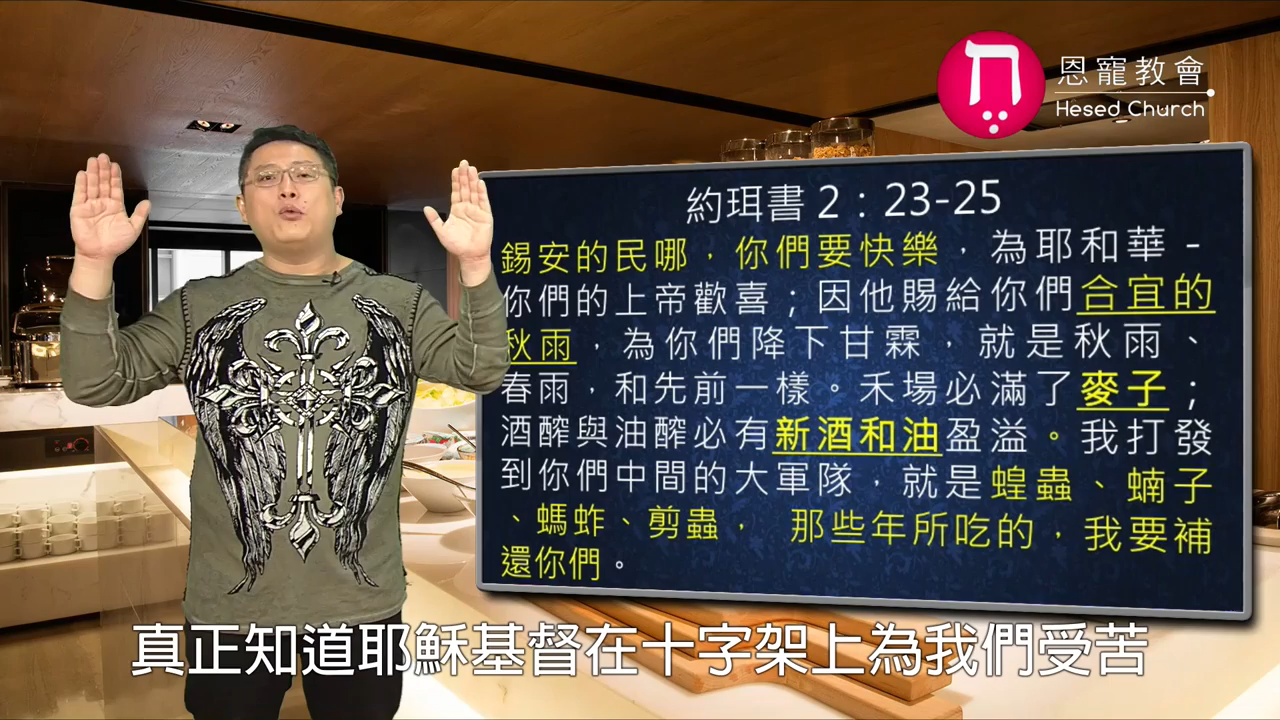 ת
恩寵教會
Hesed Church
約珥書 2：23-25
錫安的民哪，你們要快樂，為耶和華－
你們的上帝歡喜；因他賜給你們合宜的
秋雨，為你們降下甘霖，就是秋雨、
春雨，和先前一樣。禾場必滿了麥子；
酒醡與油醡必有新酒和油盈溢。我打發
到你們中間的大軍隊，就是蝗蟲、蝻子
、螞蚱、剪蟲， 那些年所吃的，我要補
還你們。
真正知道耶穌基督在十字架上為我們受苦